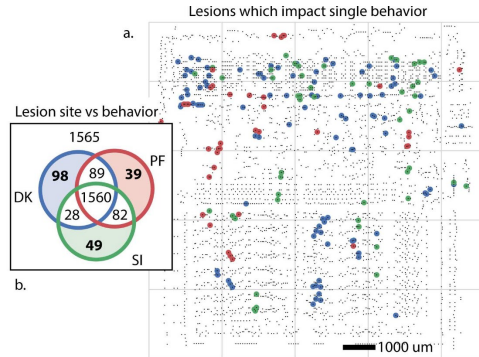 Lesions which impact single behavior
a.
Lesion site vs behavior
1565
98
89
39
PF
DK
1560
28
82
49
SI
b.
1000 um